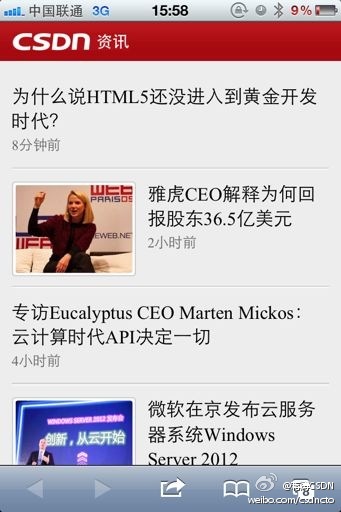 中国联通 3G 15:58 9%
CSDN 资讯
为什么说HTML5还没进入到黄金开发
时代？
8分钟前
WEB
PARIS09
EWEB.NET
雅虎CEO解释为何回
报股东36.5亿美元
2小时前
专访Eucalyptus CEO Marten Mickos：
云计算时代API决定一切
4小时前
WINDOWS SERVER 2012 发布会
创新，从云开始
微软在京发布云服务
器系统Windows
Server 2012
weibo.com/csdncto